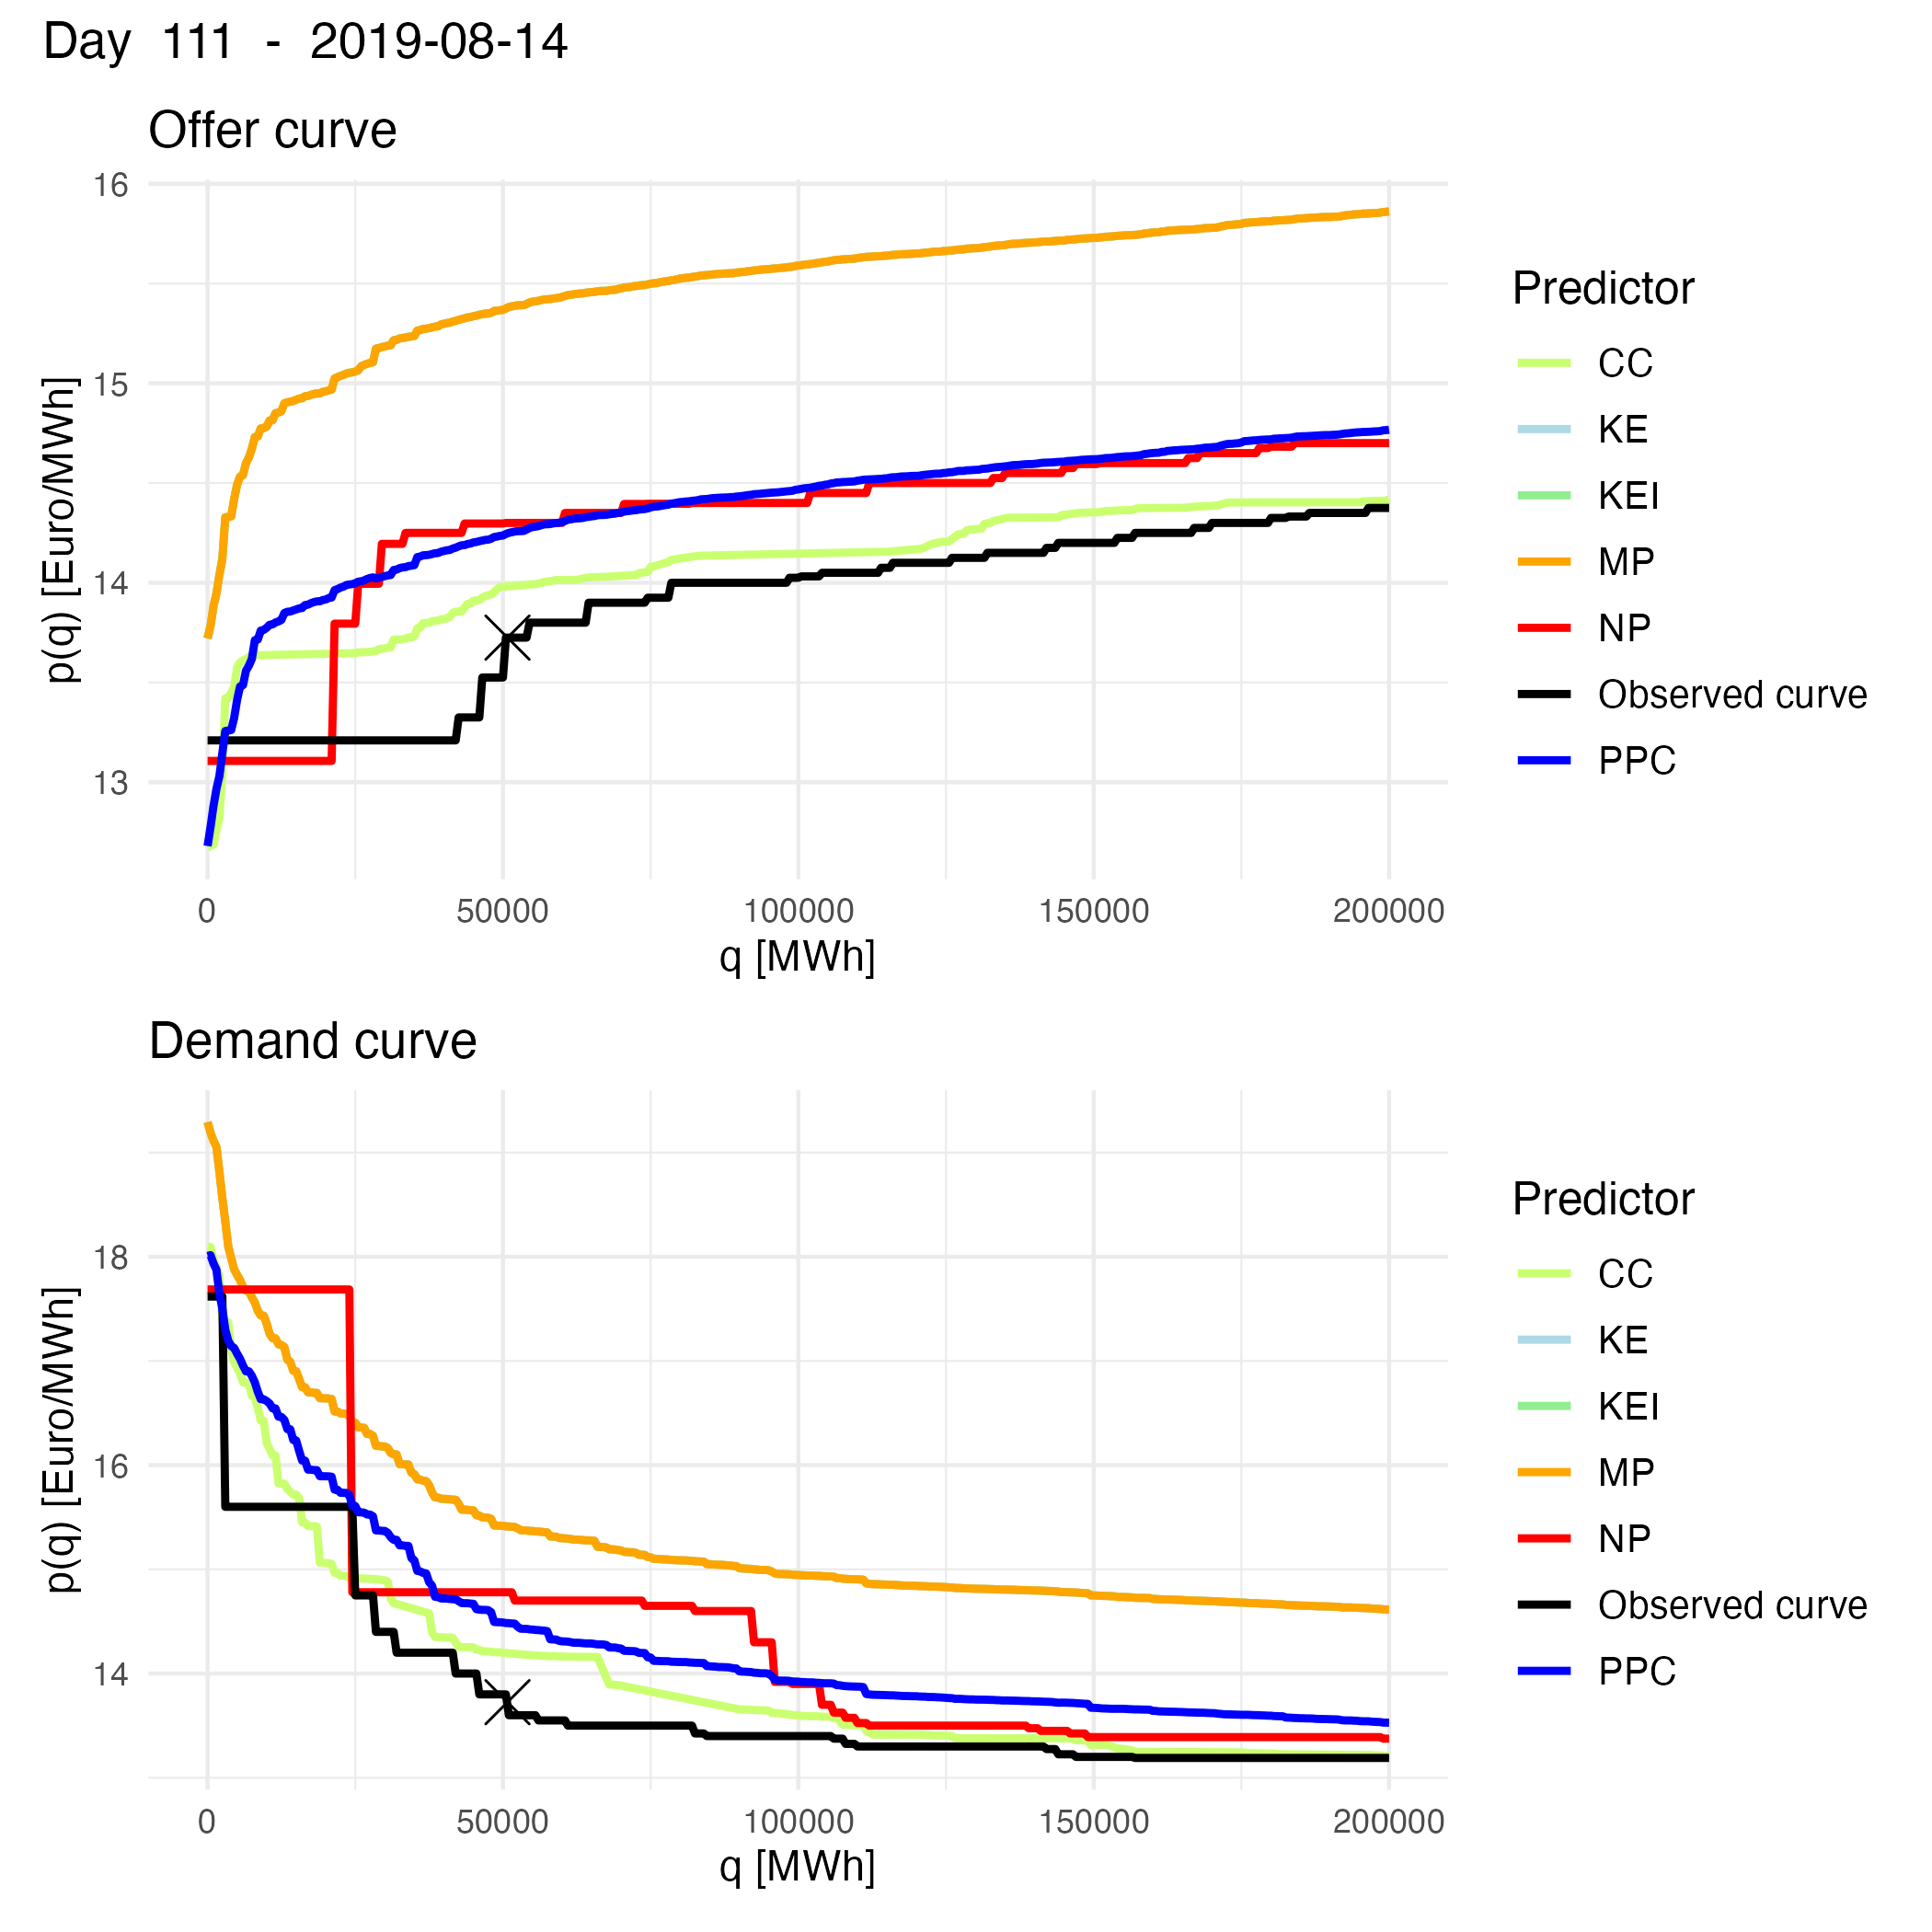 Day 111 - 2019-08-14
Offer curve
16
15
14
13
p(q) [Euro/MWh]
0 50000 100000 150000 200000
q [MWh]
Predictor
CC
KE
KEI
MP
NP
Observed curve
PPC
Demand curve
18
16
14
p(q) [Euro/MWh]
0 50000 100000 150000 200000
q [MWh]
Predictor
CC
KE
KEI
MP
NP
Observed curve
PPC